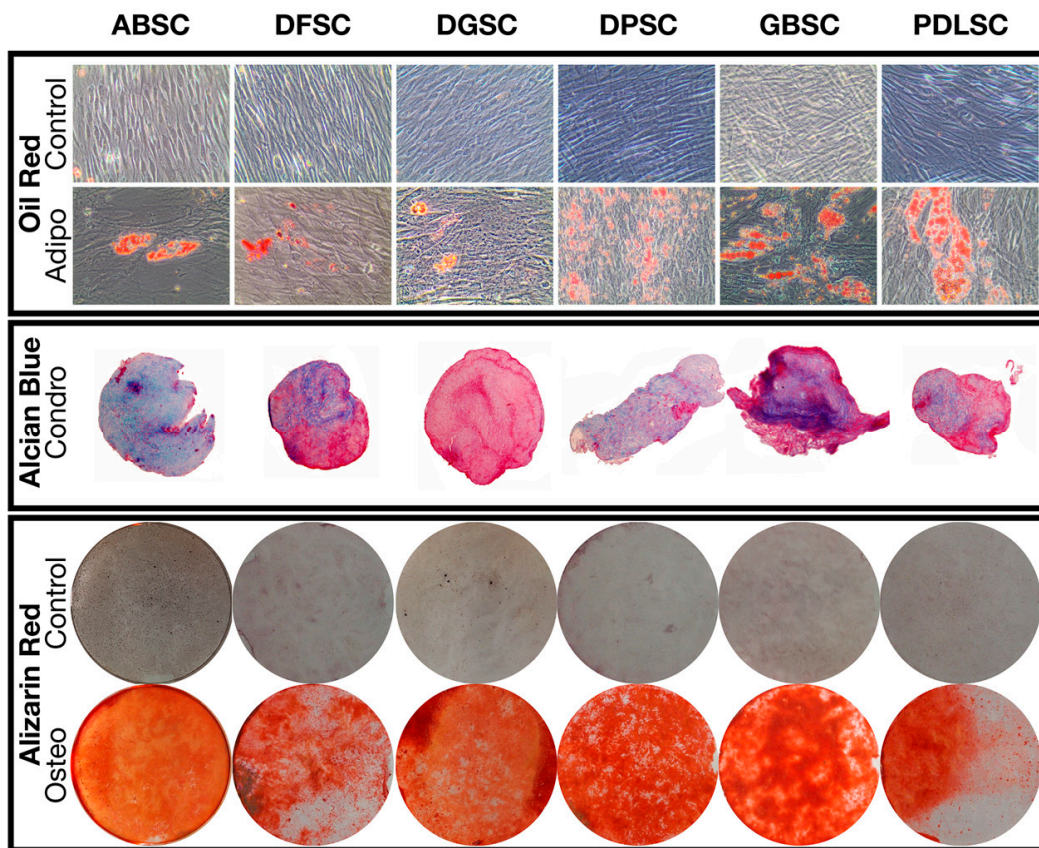 ABSC DFSC DGSC DPSC GBSC PDLSC
Oil Red
Control
Adipo
Alcian Blue
Condro
Alizarin Red
Control
Osteo